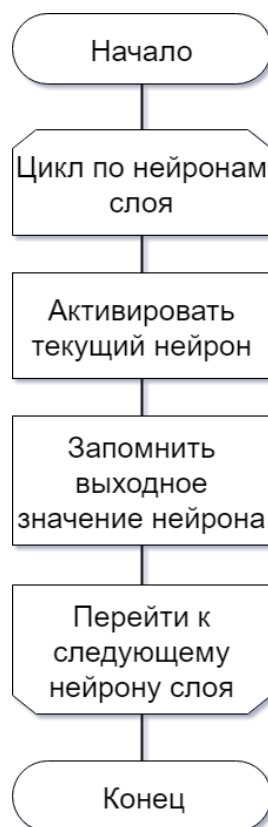 Начало
Цикл по нейронам
слоя
Активировать
текущий нейрон
Запомнить
выходное
значение нейрона
Перейти к
следующему
нейрону слоя
Конец